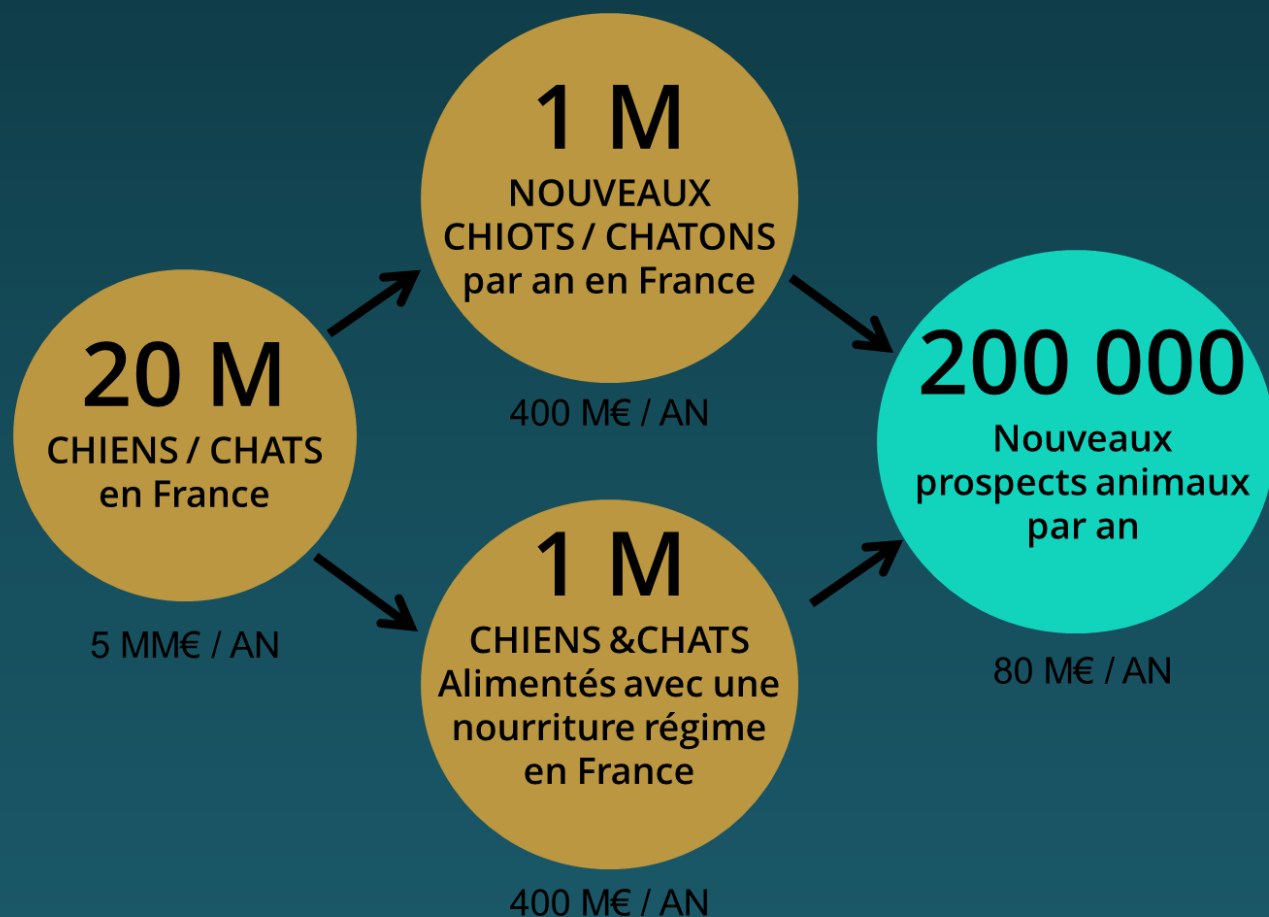 20 M
CHIENS / CHATS
en France
5 MM€ / AN
1 M
NOUVEAUX
CHIOTS / CHATONS
par an en France
400 M€ / AN
1 M
CHIENS &CHATS
Alimentés avec une
nourriture régime
en France
400 M€ / AN
200 000
Nouveaux
prospects animaux
par an
80 M€ / AN